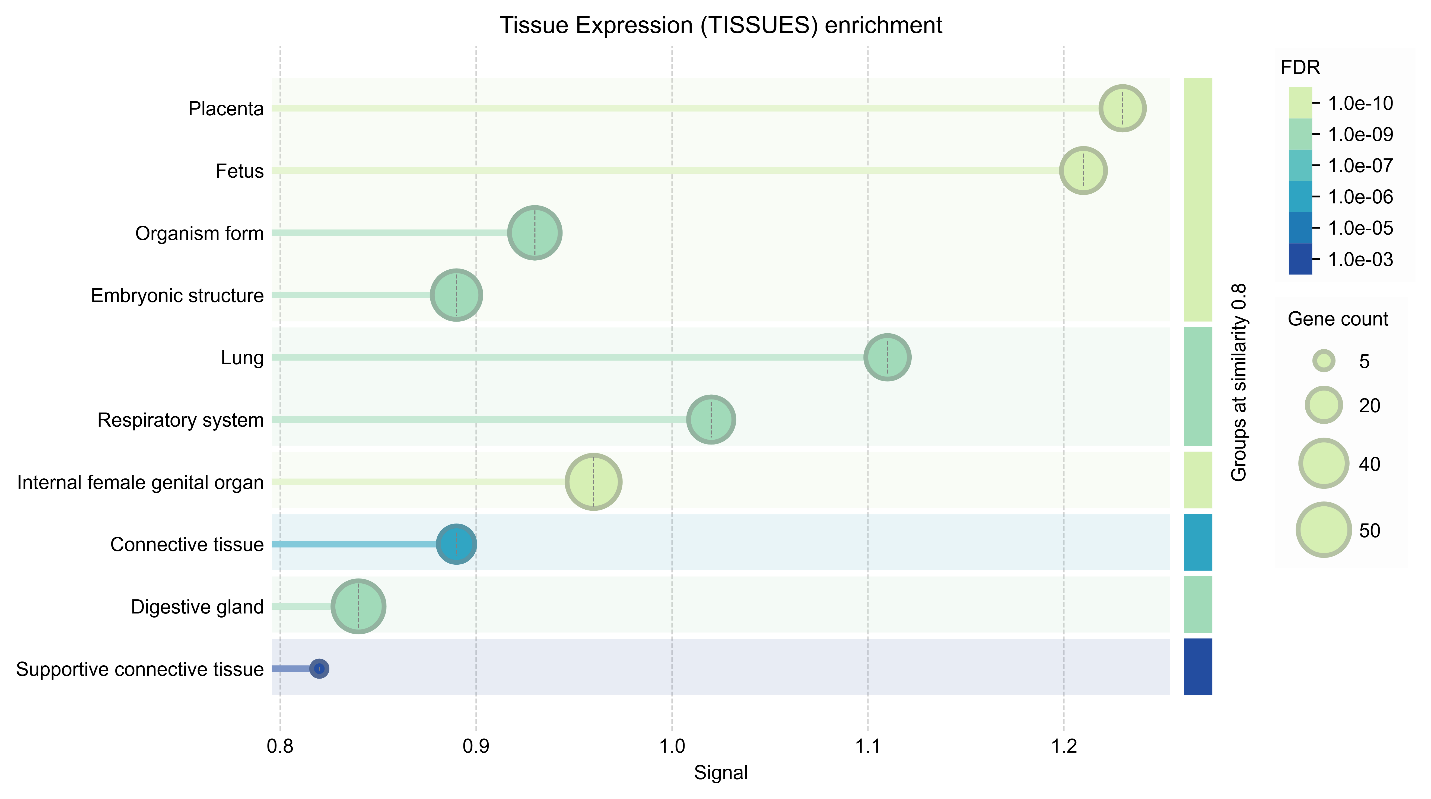 Tissue Expression (TISSUES) enrichment
Placenta
Fetus
Organism form
Embryonic structure
Lung
Respiratory system
Internal female genital organ
Connective tissue
Digestive gland
Supportive connective tissue
0.8 0.9 1.0 1.1 1.2
Signal
Groups at similarity 0.8
FDR
1.0e-10
1.0e-09
1.0e-07
1.0e-06
1.0e-05
1.0e-03
Gene count
5
20
40
50